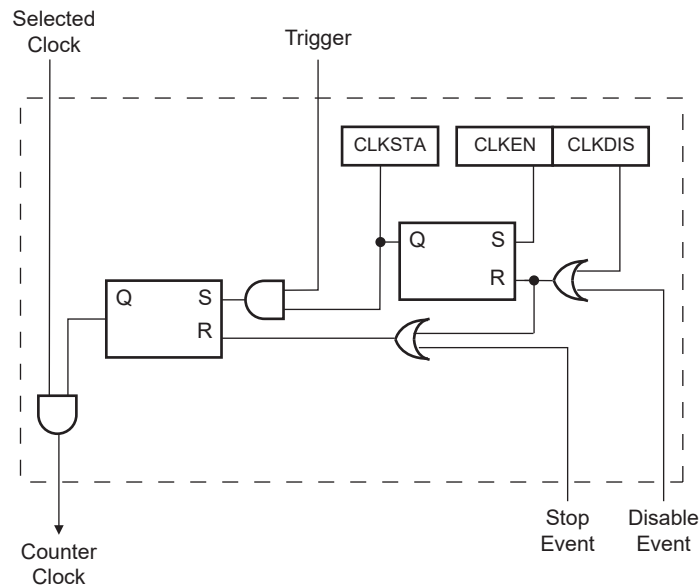 Selected
Clock
Trigger
CLKSTA
CLKEN
CLKDIS
Q
S
R
Q
S
R
Stop
Event
Disable
Event
Counter
Clock